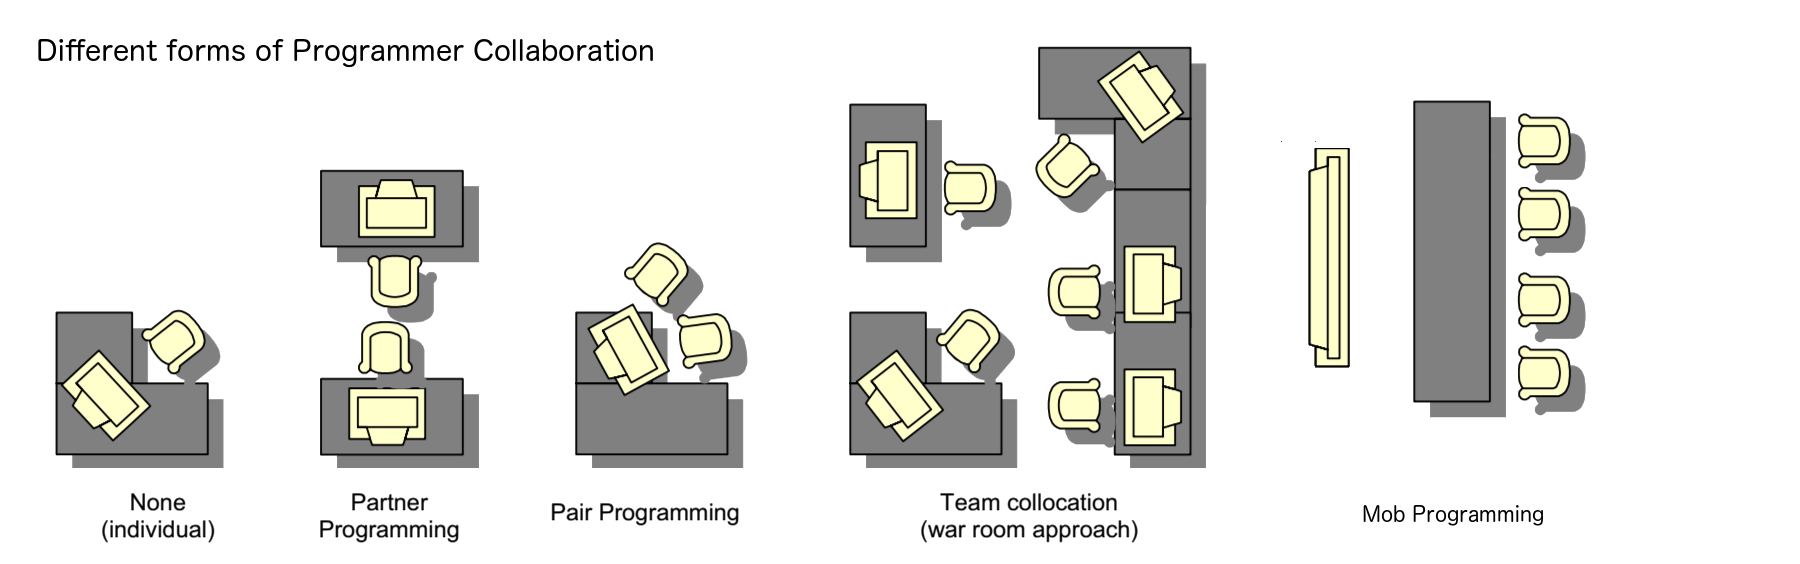 Different forms of Programmer Collaboration
None
(individual)
Partner
Programming
Pair Programming
Team collocation
(war room approach)
Mob Programming